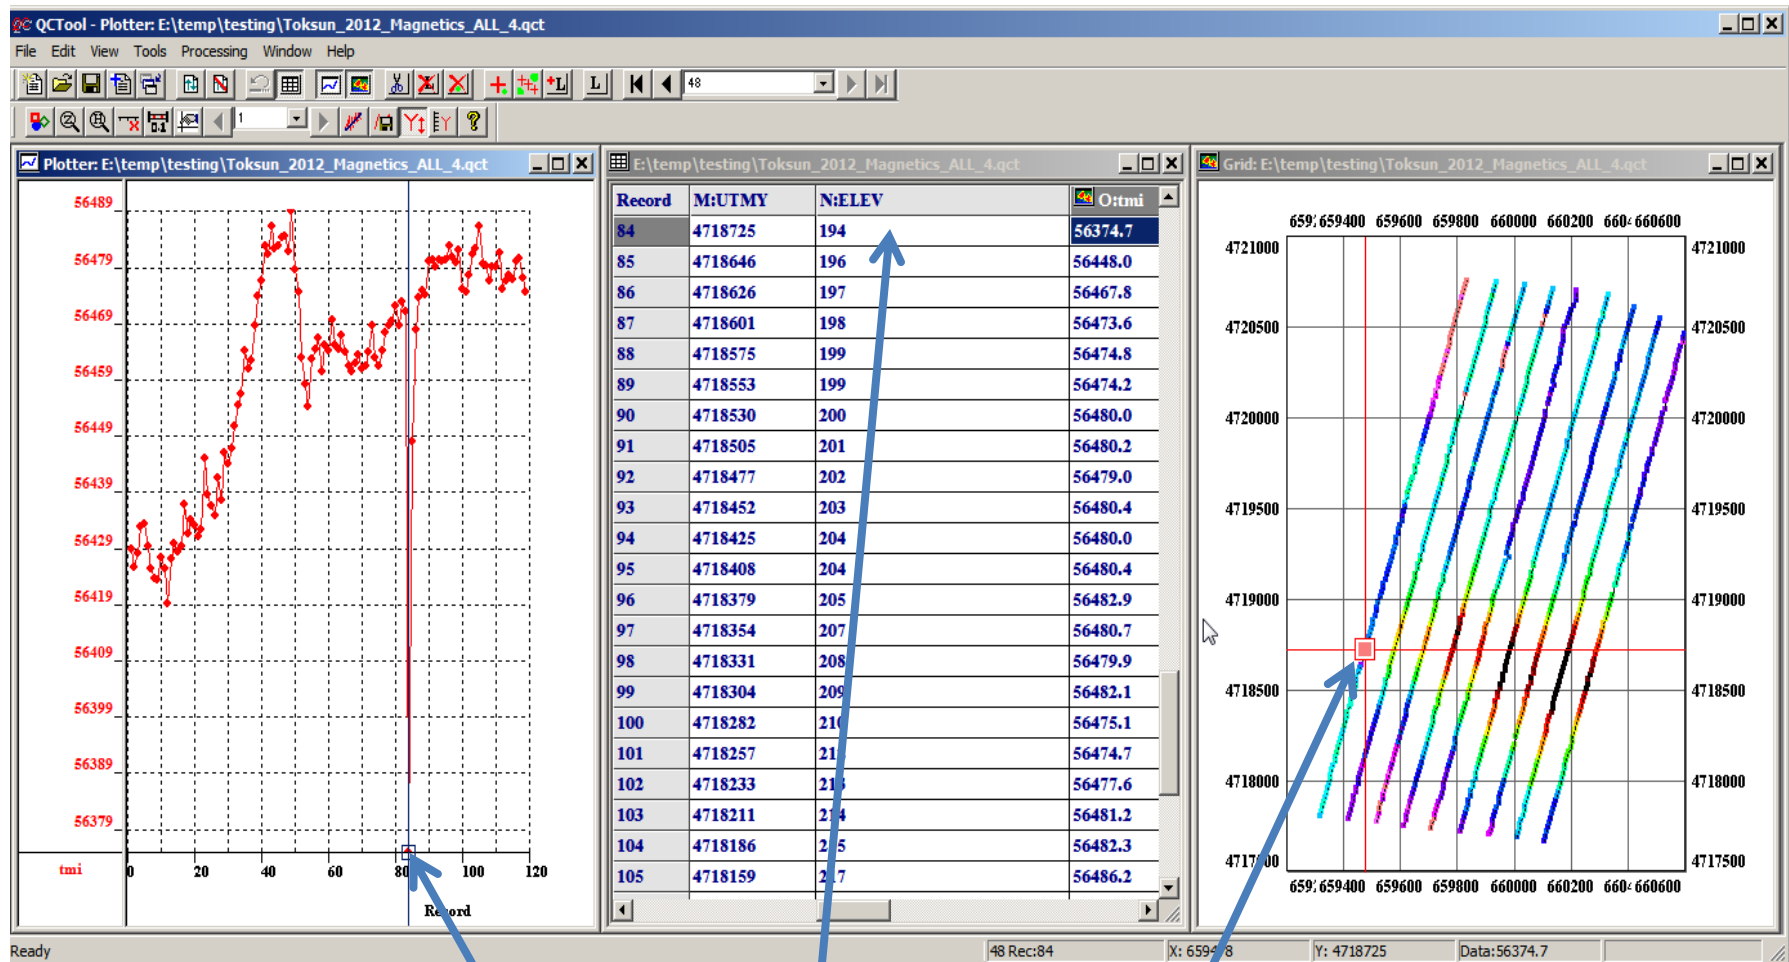 QC QCTool - Plotter: E:\temp\testing\Toksun_2012_Magnetics_ALL_4.qct
File Edit View Tools Processing Window Help
48
1
Plotter: E:\temp\testing\Toksun_2012_Magnetics_ALL_4.qct
56489
56479
56469
56459
56449
56439
56429
56419
56409
56399
56389
56379
tmi
0 20 40 60 80 100 120
Record
E:\temp\testing\Toksun_2012_Magnetics_ALL_4.qct
Record M:UTMY N:ELEV O:tmi
84 4718725 194 56374.7
85 4718646 196 56448.0
86 4718626 197 56467.8
87 4718601 198 56473.6
88 4718575 199 56474.8
89 4718553 199 56474.2
90 4718530 200 56480.0
91 4718505 201 56480.2
92 4718477 202 56479.0
93 4718452 203 56480.4
94 4718425 204 56480.0
95 4718408 204 56480.4
96 4718379 205 56482.9
97 4718354 207 56480.7
98 4718331 208 56479.9
99 4718304 209 56482.1
100 4718282 210 56475.1
101 4718257 56474.7
102 4718233 56477.6
103 4718211 214 56481.2
104 4718186 56482.3
105 4718159 217 56486.2
Grid: E:\temp\testing\Toksun_2012_Magnetics_ALL_4.qct
659400 659600 659800 660000 660200 660600
4721000 4721000
4720500 4720500
4720000 4720000
4719500 4719500
4719000 4719000
4718500 4718500
4718000 4718000
4717500 4717500
659400 659600 659800 660000 660200 660600
Ready
48 Rec:84
X: 659478
Y: 4718725
Data:56374.7